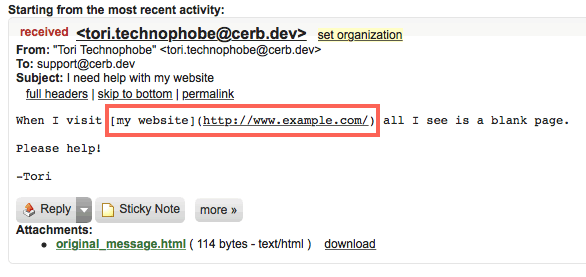 Starting from the most recent activity:
received <tori.technophobe@cerb.dev> set organization
From: "Tori Technophobe" <tori.technophobe@cerb.dev>
To: support@cerb.dev
Subject: I need help with my website
full headers | skip to bottom | permalink
When I visit [my website](http://www.example.com/) all I see is a blank page.
Please help!
-Tori
Reply Sticky Note more »
Attachments:
• original_message.html ( 114 bytes - text/html ) download